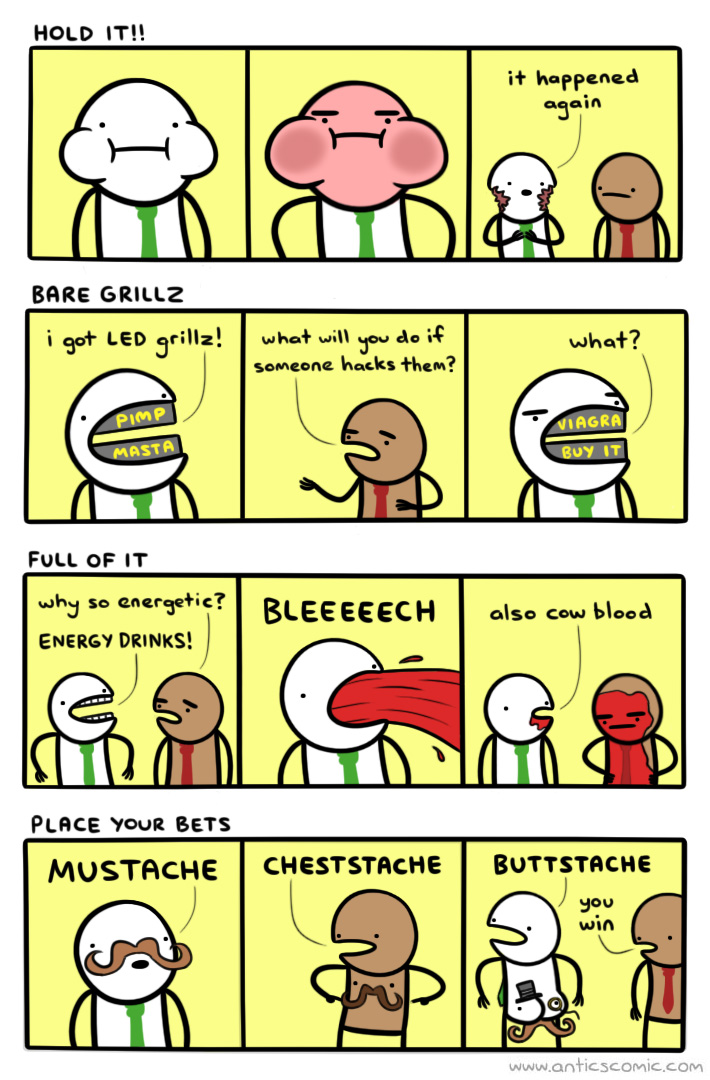 HOLD IT!!
it happened
again
BARE GRILLZ
i got LED grillz!
PIMP
MASTA
what will you do if
someone hacks them?
what?
VIAGRA
BUY IT
FULL OF IT
why so energetic?
ENERGY DRINKS!
BLEEEEECH
also cow blood
PLACE YOUR BETS
MUSTACHE
CHESTSTACHE
BUTTSTACHE
you
win
www.anticscomic.com